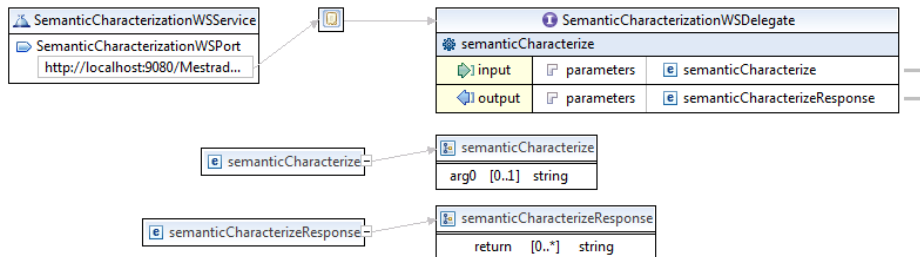 SemanticCharacterizationWSService
SemanticCharacterizationWSPort
http://localhost:9080/Mestrad...
SemanticCharacterizationWSDelegate
semanticCharacterize
input parameters e semanticCharacterize
output parameters e semanticCharacterizeResponse
e semanticCharacterize
semanticCharacterize
arg0 [0..1] string
e semanticCharacterizeResponse
semanticCharacterizeResponse
return [0..*] string